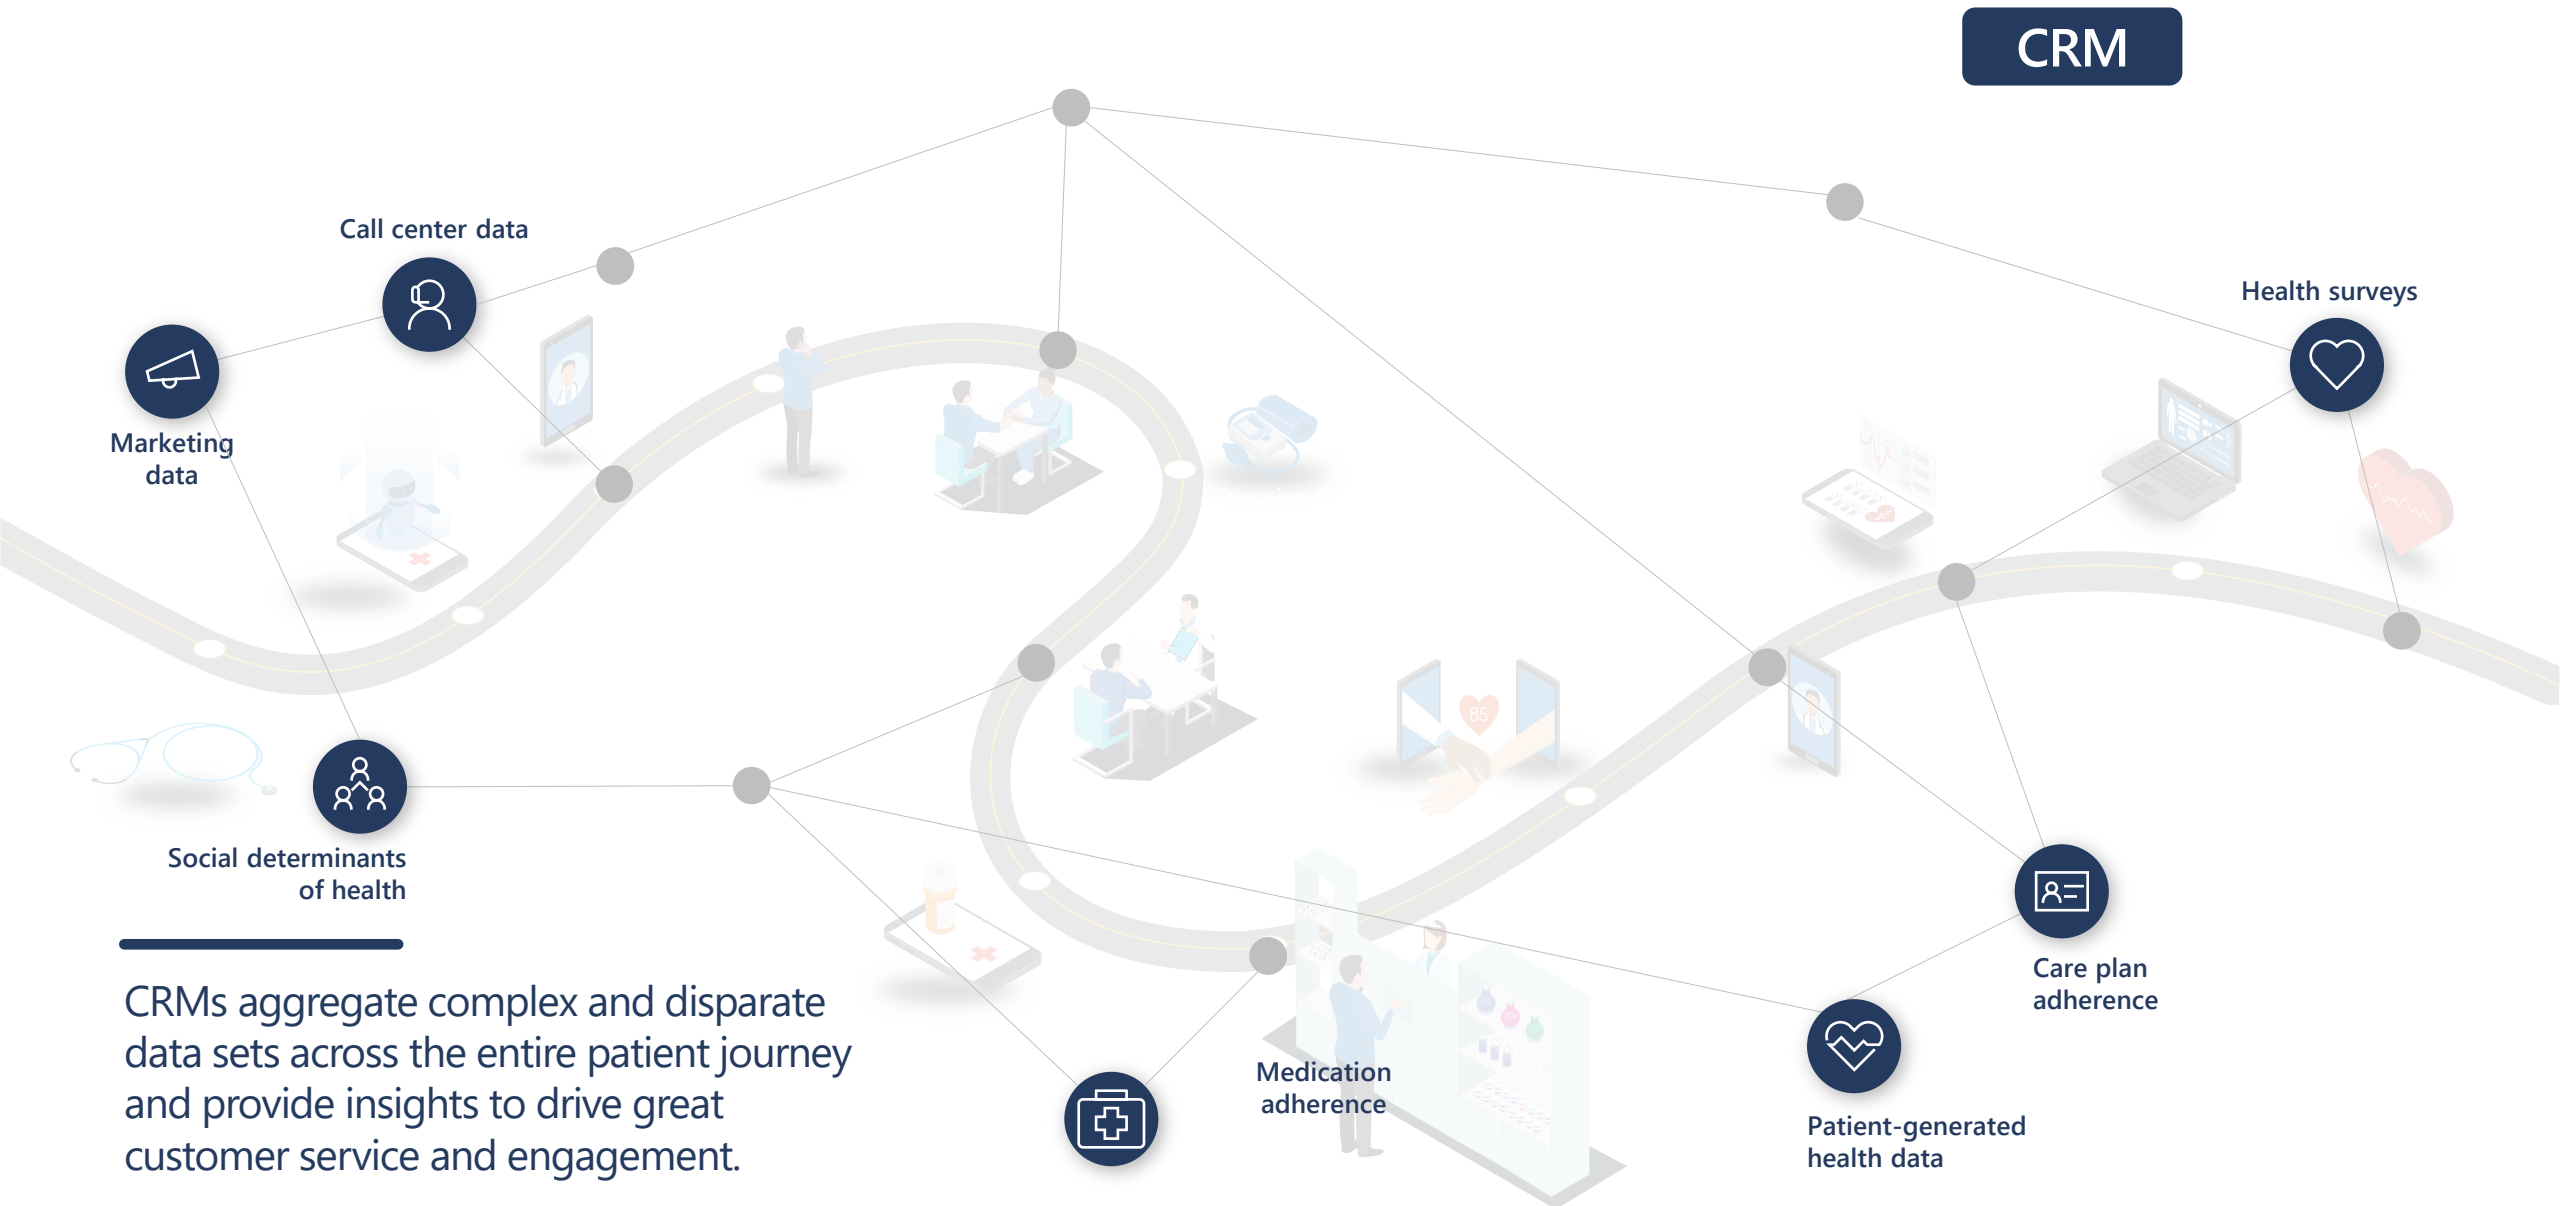 CRM
Call center data
Health surveys
Marketing
data
85
Social determinants
of health
Care plan
adherence
CRMs aggregate complex and disparate
data sets across the entire patient journey
and provide insights to drive great
customer service and engagement.
Medication
adherence
Patient-generated
health data